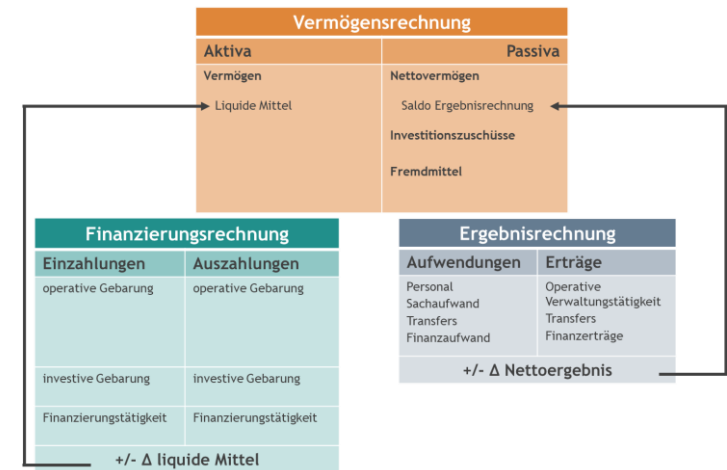 Vermögensrechnung
Aktiva
Passiva
Vermögen
Liquide Mittel
Nettovermögen
Saldo Ergebnisrechnung
Investitionszuschüsse
Fremdmittel
Finanzierungsrechnung
Einzahlungen
Auszahlungen
operative Gebarung
operative Gebarung
investive Gebarung
investive Gebarung
Finanzierungstätigkeit
Finanzierungstätigkeit
+/- Δ liquide Mittel
Ergebnisrechnung
Aufwendungen
Erträge
Personal
Sachaufwand
Transfers
Finanzaufwand
Operative
Verwaltungstätigkeit
Transfers
Finanzerträge
+/- Δ Nettoergebnis